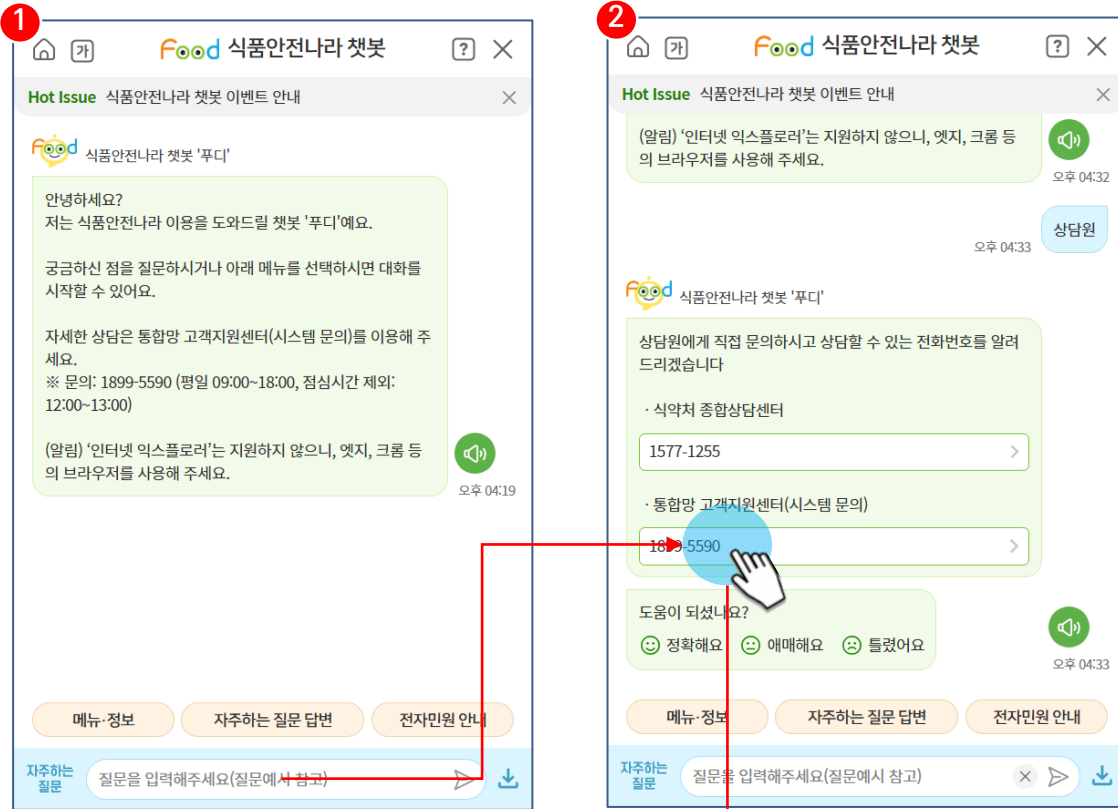 1
가
Food 식품안전나라 챗봇
?
Hot Issue 식품안전나라 챗봇 이벤트 안내
Food 식품안전나라 챗봇 '푸디'
안녕하세요?
저는 식품안전나라 이용을 도와드릴 챗봇 '푸디'예요.
궁금하신 점을 질문하시거나 아래 메뉴를 선택하시면 대화를
시작할 수 있어요.
자세한 상담은 통합망 고객지원센터(시스템 문의)를 이용해 주
세요.
※ 문의: 1899-5590 (평일 09:00~18:00, 점심시간 제외:
12:00~13:00)
(알림) ‘인터넷 익스플로러’는 지원하지 않으니, 엣지, 크롬 등
의 브라우저를 사용해 주세요.
오후 04:19
메뉴·정보
자주하는 질문 답변
전자민원 안내
자주하는
질문
질문을 입력해주세요(질문예시 참고)
2
가
Food 식품안전나라 챗봇
?
Hot Issue 식품안전나라 챗봇 이벤트 안내
(알림) ‘인터넷 익스플로러’는 지원하지 않으니, 엣지, 크롬 등
의 브라우저를 사용해 주세요.
오후 04:32
상담원
오후 04:33
Food 식품안전나라 챗봇 '푸디'
상담원에게 직접 문의하시고 상담할 수 있는 전화번호를 알려
드리겠습니다
· 식약처 종합상담센터
1577-1255
· 통합망 고객지원센터(시스템 문의)
1899-5590
도움이 되셨나요?
정확해요 애매해요 틀렸어요
오후 04:33
메뉴·정보
자주하는 질문 답변
전자민원 안내
자주하는
질문
질문을 입력해주세요(질문예시 참고)